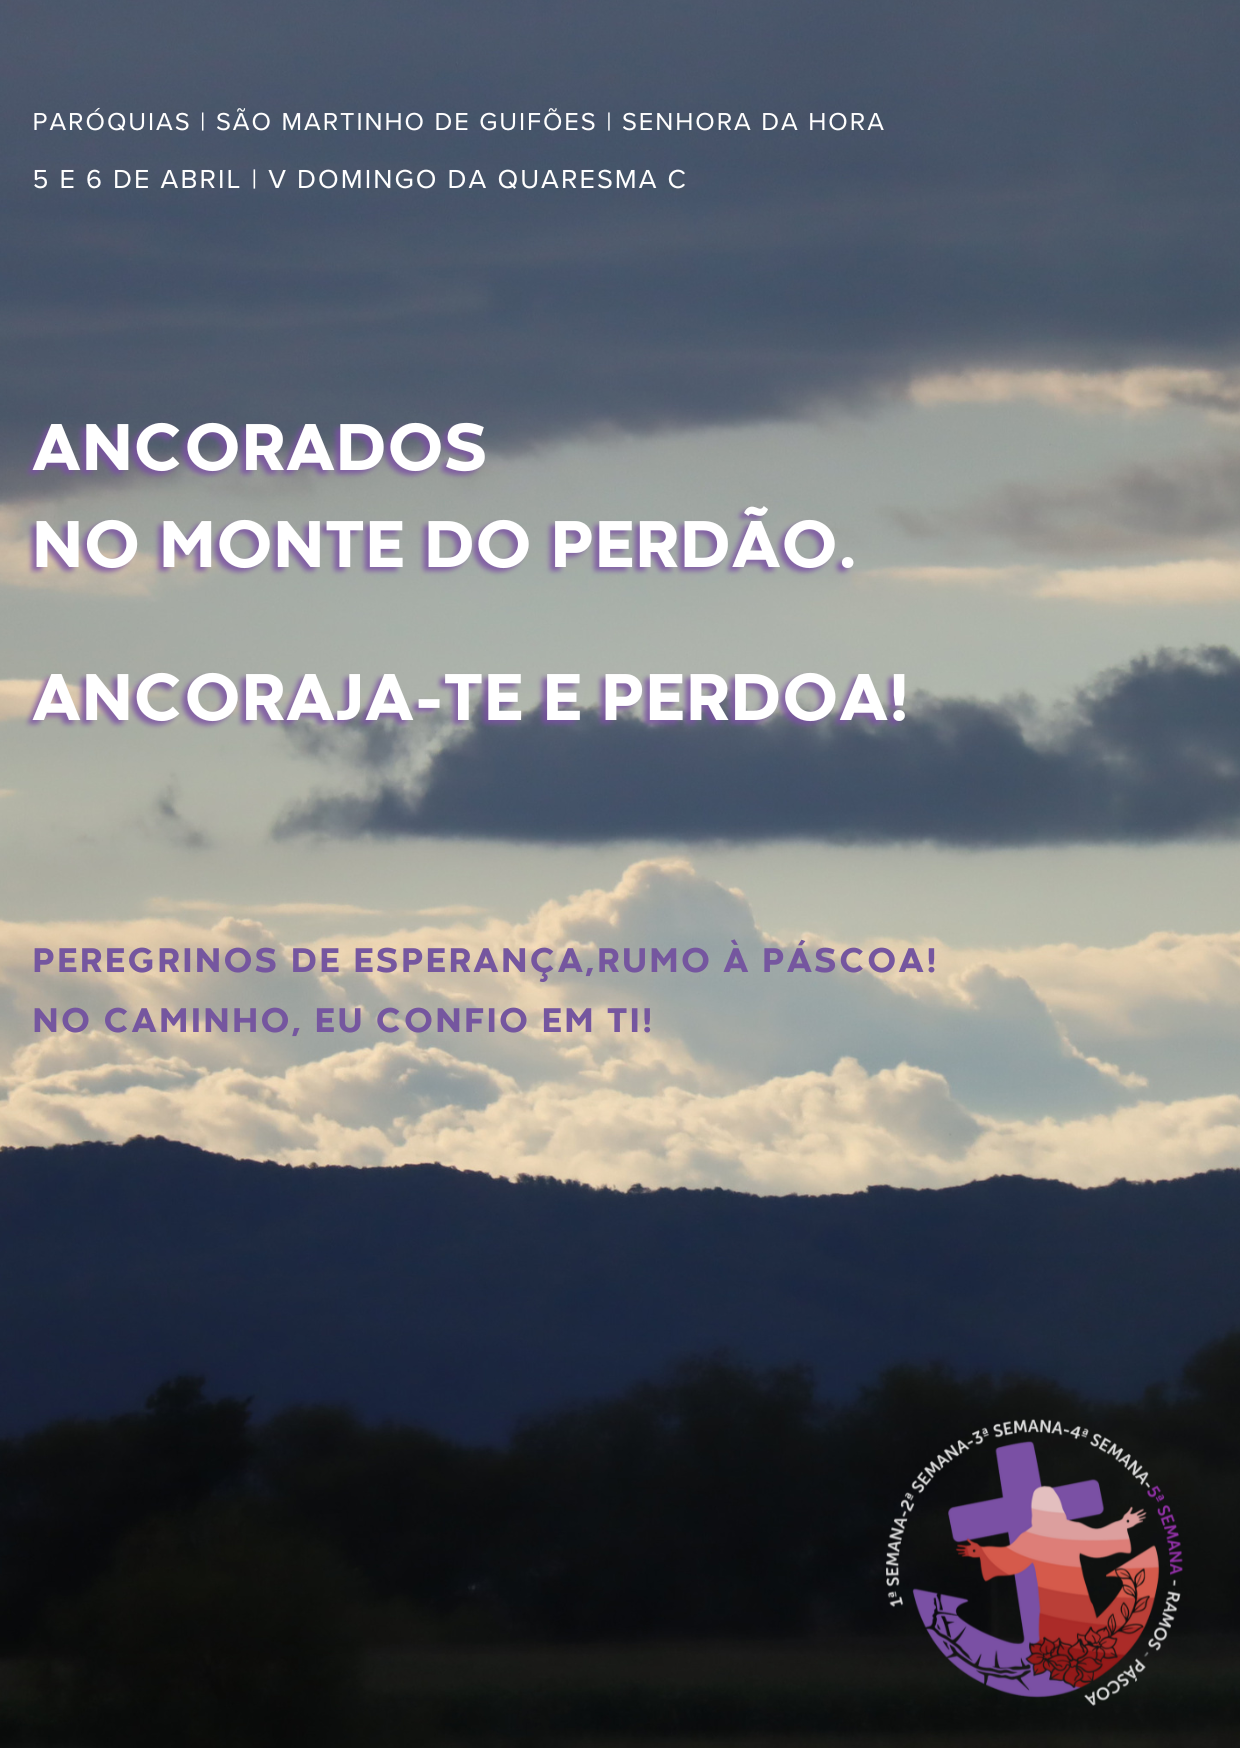 PARÓQUIAS | SÃO MARTINHO DE GUIFÕES | SENHORA DA HORA
5 E 6 DE ABRIL | V DOMINGO DA QUARESMA C
ANCORADOS
NO MONTE DO PERDÃO.
ANCORAJA-TE E PERDOA!
PEREGRINOS DE ESPERANÇA,RUMO À PÁSCOA!
NO CAMINHO, EU CONFIO EM TI!
1ª SEMANA-2ª SEMANA-3ª SEMANA-4ª SEMANA-5ª SEMANA - RAMOS - PÁSCOA